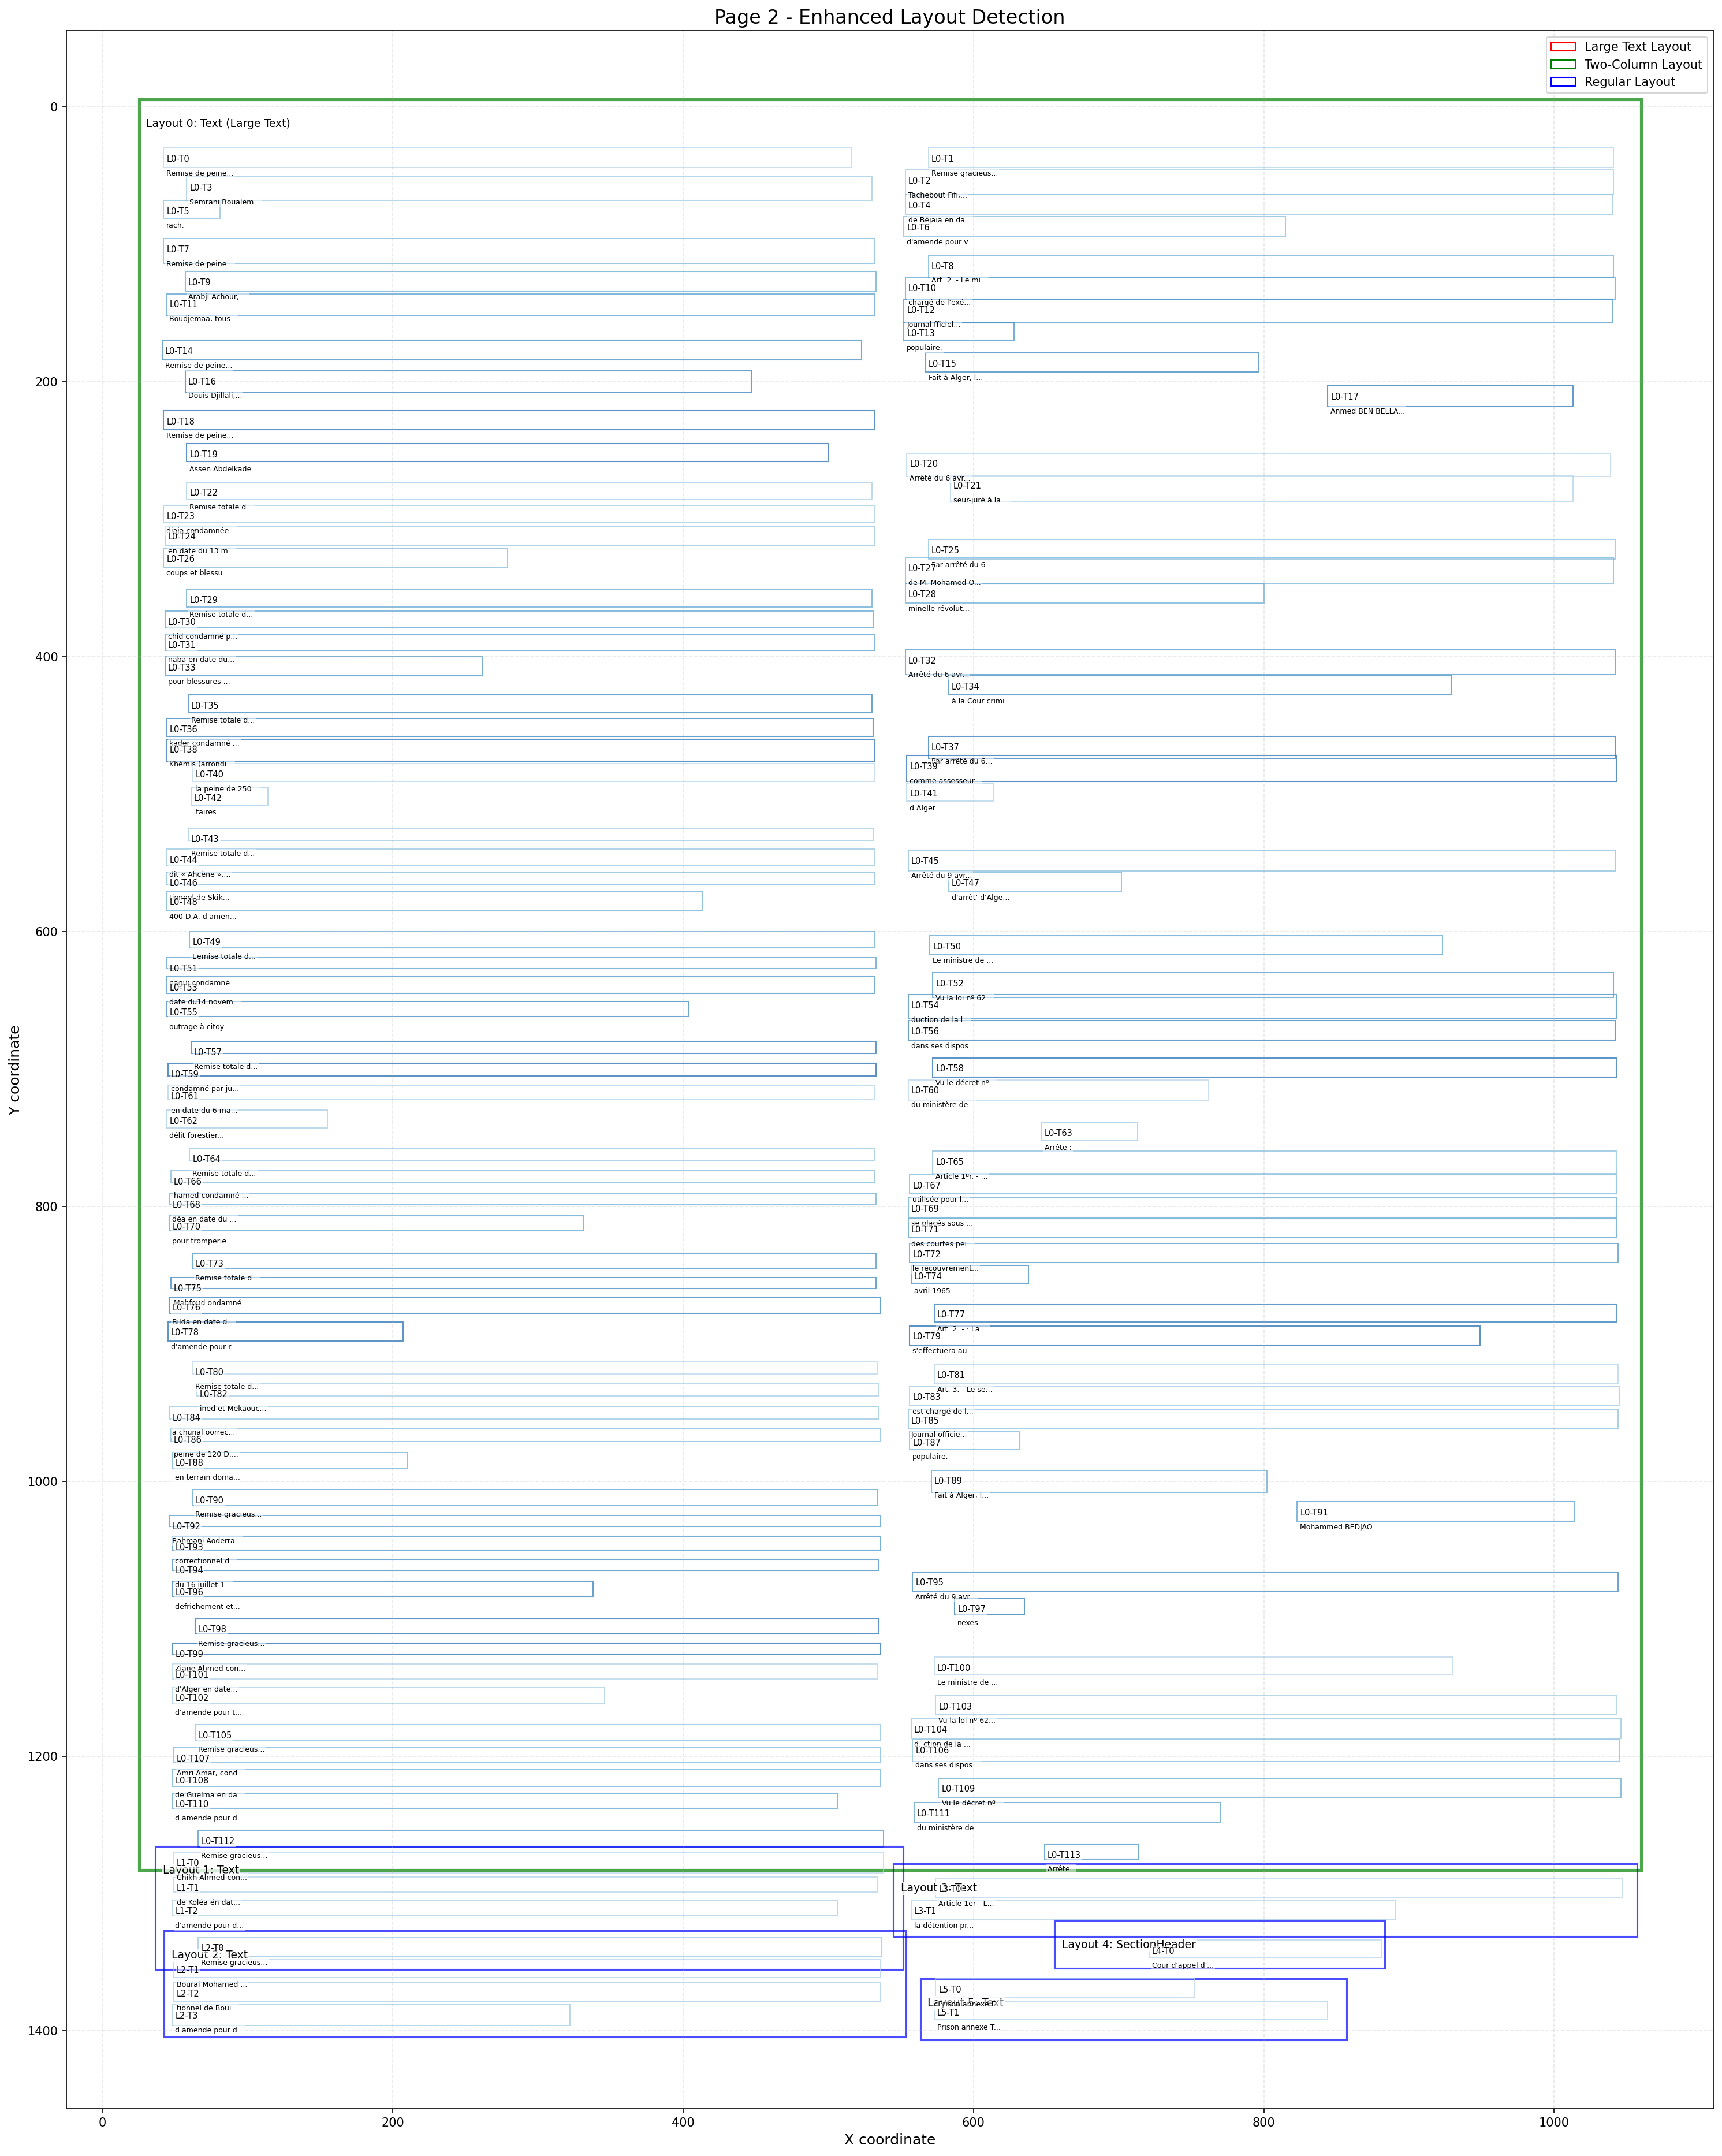 Page 2 - Enhanced Layout Detection
Large Text Layout
Two-Column Layout
Regular Layout
Y coordinate
X coordinate
0
200
400
600
800
1000
1200
1400
0
200
400
600
800
1000
Layout 0: Text (Large Text)
L0-T0
Remise de peine...
L0-T3
Semrani Boualem...
L0-T5
rach.
L0-T7
Remise de peine...
L0-T9
Arabji Achour, ...
L0-T11
Boudjemaa, tous...
L0-T14
Remise de peine...
L0-T16
Douis Djillali,...
L0-T18
Remise de peine...
L0-T19
Assen Abdelkade...
L0-T22
Remise totale d...
L0-T23
djaia condamnée...
L0-T24
en date du 13 m...
L0-T26
coups et blessu...
L0-T29
Remise totale d...
L0-T30
chid condamné p...
L0-T31
naba en date du...
L0-T33
pour blessures ...
L0-T35
Remise totale d...
L0-T36
kader condamné ...
L0-T38
Khémis (arrondi...
L0-T40
la peine de 250...
L0-T42
:taires.
L0-T43
Remise totale d...
L0-T44
dit « Ahcène »,...
L0-T46
tionnel de Skik...
L0-T48
400 D.A. d'amen...
L0-T49
Eemise totale d...
L0-T51
naoui condamné ...
L0-T53
date du14 novem...
L0-T55
outrage à citoy...
L0-T57
Remise totale d...
L0-T59
condamné par ju...
L0-T61
en date du 6 ma...
L0-T62
délit forestier...
L0-T64
Remise totale d...
L0-T66
hamed condamné ...
L0-T68
déa en date du ...
L0-T70
pour tromperie ...
L0-T73
Remise totale d...
L0-T75
Mahfoud ondamné...
L0-T76
Bilda en date d...
L0-T78
d'amende pour r...
L0-T80
Remise totale d...
L0-T82
ined et Mekaouc...
L0-T84
a chunal oorrec...
L0-T86
peine de 120 D....
L0-T88
en terrain doma...
L0-T90
Remise gracieus...
L0-T92
Rahmani Aoderra...
L0-T93
correctionnel d...
L0-T94
du 16 juillet 1...
L0-T96
defrichement et...
L0-T98
Remise gracieus...
L0-T99
Ziane Ahmed con...
L0-T101
d'Alger en date...
L0-T102
d'amende pour t...
L0-T105
Remise gracieus...
L0-T107
Amri Amar, cond...
L0-T108
de Guelma en da...
L0-T110
d amende pour d...
L0-T112
Remise gracieus...
Layout 1: Text
L1-T0
Chikh Ahmed con...
L1-T1
de Koléa én dat...
L1-T2
d'amende pour d...
Layout 2: Text
L2-T0
Remise gracieus...
L2-T1
Bourai Mohamed ...
L2-T2
tionnel de Boui...
L2-T3
d amende pour d...
L0-T1
Remise gracieus...
L0-T2
Tachebout Fifi,...
L0-T4
de Béjaïa en da...
L0-T6
d'amende pour v...
L0-T8
Art. 2. - Le mi...
L0-T10
chargé de l'exé...
L0-T12
Journal fficiel...
L0-T13
populaire.
L0-T15
Fait à Alger, l...
L0-T17
Anmed BEN BELLA...
L0-T20
Arrêté du 6 avr...
L0-T21
seur-juré à la ...
L0-T25
Par arrêté du 6...
L0-T27
de M. Mohamed O...
L0-T28
minelle révolut...
L0-T32
Arrêté du 6 avr...
L0-T34
à la Cour crimi...
L0-T37
Par arrêté du 6...
L0-T39
comme assesseur...
L0-T41
d Alger.
L0-T45
Arrêté du 9 avr...
L0-T47
d'arrêt' d'Alge...
L0-T50
Le ministre de ...
L0-T52
Vu la loi nº 62...
L0-T54
duction de la l...
L0-T56
dans ses dispos...
L0-T58
Vu le décret nº...
L0-T60
du ministère de...
L0-T63
Arrête :
L0-T65
Article 1ºr. - ...
L0-T67
utilisée pour l...
L0-T69
se placés sous ...
L0-T71
des courtes pei...
L0-T72
le recouvrement...
L0-T74
avril 1965.
L0-T77
Art. 2. - · La ...
L0-T79
s'effectuera au...
L0-T81
Art. 3. - Le se...
L0-T83
est chargé de l...
L0-T85
Journal officie...
L0-T87
populaire.
L0-T89
Fait à Alger, l...
L0-T91
Mohammed BEDJAO...
L0-T95
Arrêté du 9 avr...
L0-T97
nexes.
L0-T100
Le ministre de ...
L0-T103
Vu la loi nº 62...
L0-T104
d .ction de la ...
L0-T106
dans ses dispos...
L0-T109
Vu le décret nº...
L0-T111
du ministère de...
L0-T113
Arrête :
Layout 3: Text
L3-T0
Article 1er - L...
L3-T1
la détention pr...
Layout 4: SectionHeader
L4-T0
Cour d'appel d'...
Layout 5: Text
L5-T0
Prison annexe E...
L5-T1
Prison annexe T...